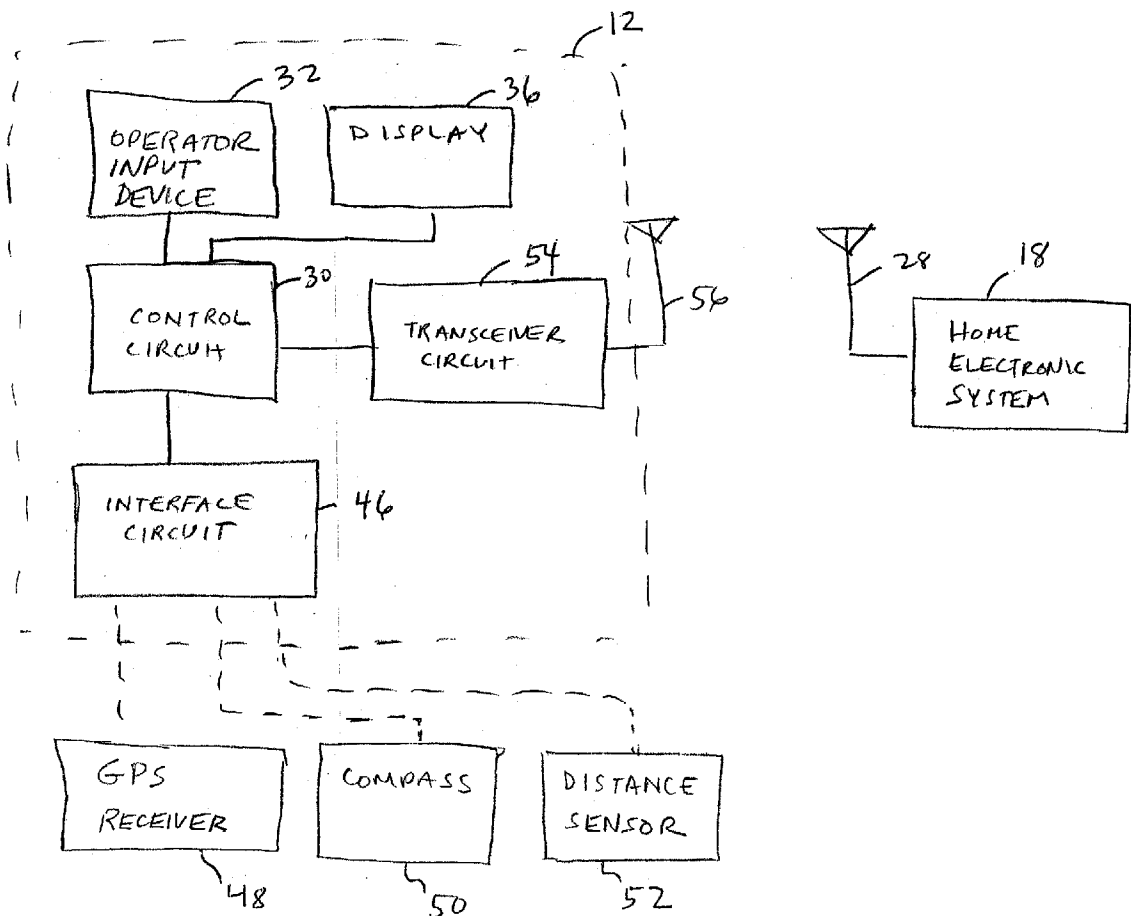 12
32
36
OPERATOR
INPUT
DEVICE
DISPLAY
30
54
56
28
18
CONTROL
CIRCUIT
TRANSCEIVER
CIRCUIT
HOME
ELECTRONIC
SYSTEM
INTERFACE
CIRCUIT
46
GPS
RECEIVER
COMPASS
DISTANCE
SENSOR
48
50
52